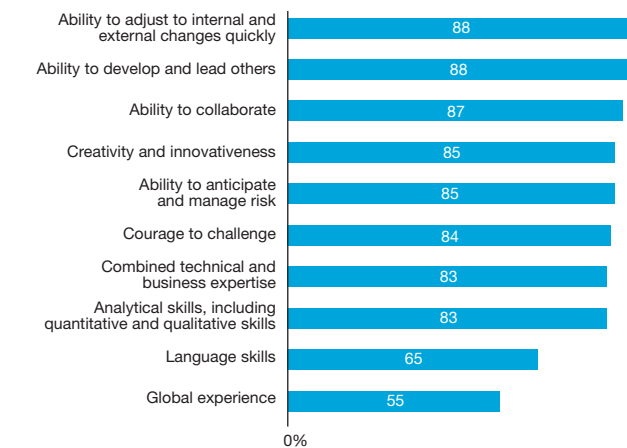 Ability to adjust to internal and
external changes quickly
88
Ability to develop and lead others
88
Ability to collaborate
87
Creativity and innovativeness
85
Ability to anticipate
and manage risk
85
Courage to challenge
84
Combined technical and
business expertise
83
Analytical skills, including
quantitative and qualitative skills
83
Language skills
65
Global experience
55
0%